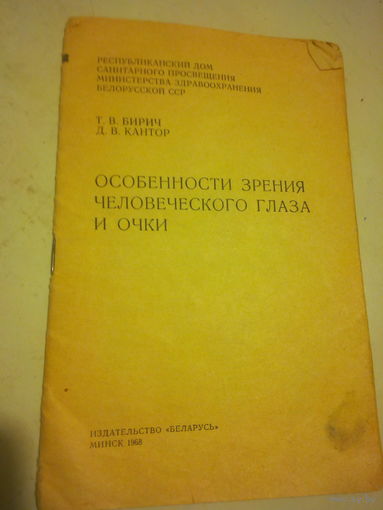 РЕСПУБЛИКАНСКИЙ ДОМ
САНИТАРНОГО ПРОСВЕЩЕНИЯ
МИНИСТЕРСТВА ЗДРАВООХРАНЕНИЯ
БЕЛОРУССКОЙ ССР
Т. В. БИРИЧ
Д. В. КАНТОР
ОСОБЕННОСТИ ЗРЕНИЯ
ЧЕЛОВЕЧЕСКОГО ГЛАЗА
И ОЧКИ
ИЗДАТЕЛЬСТВО «БЕЛАРУСЬ»
МИНСК 1968